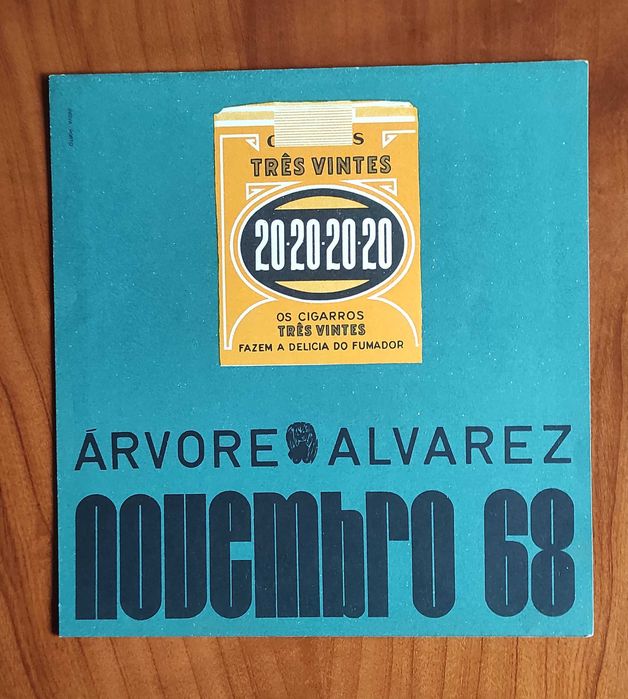 TRÊS VINTES
20·20·20·20
OS CIGARROS
TRÊS VINTES
FAZEM A DELICIA DO FUMADOR
ÁRVORE ALVAREZ
novembro 68